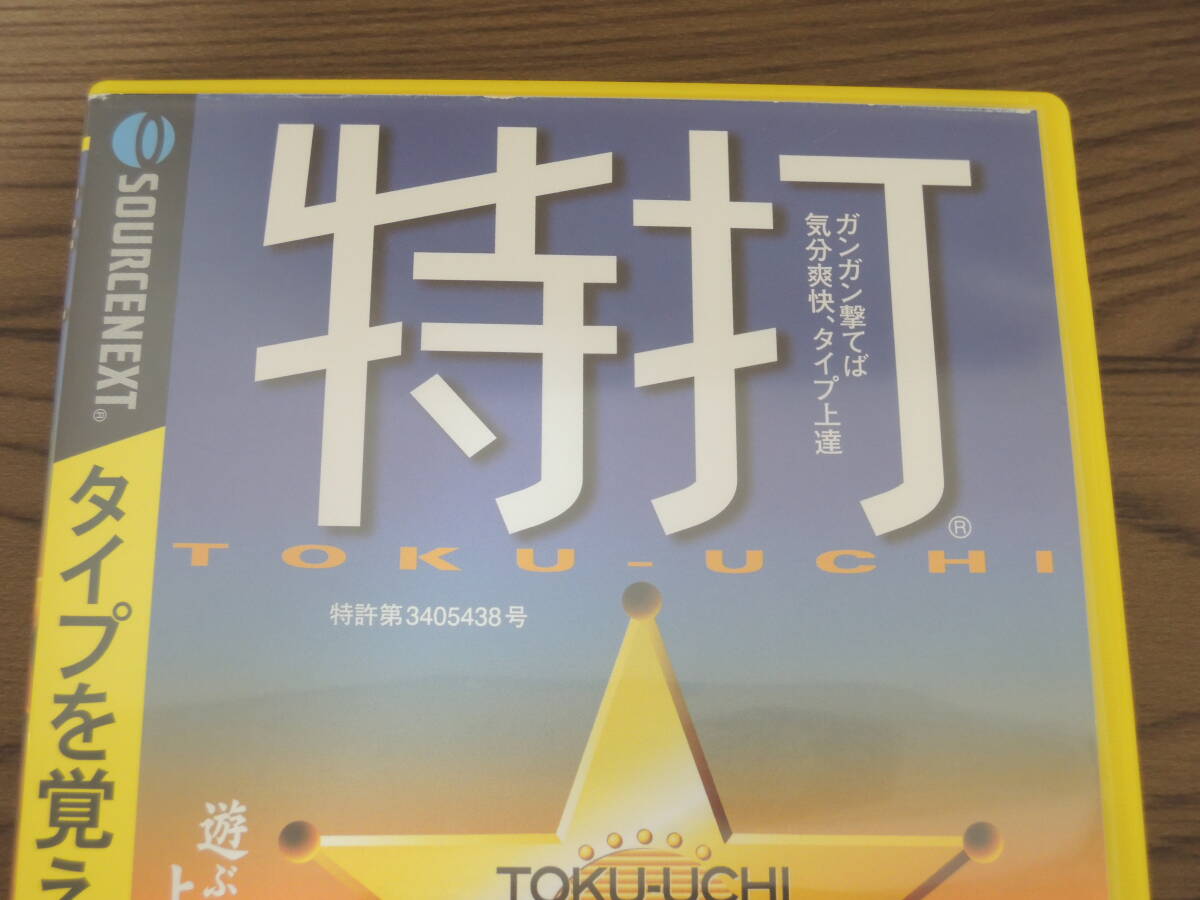 SOURCENEXT®
タイプを覚え
特打®
ガンガン撃てば
気分爽快、タイプ上達
TOKU-UCHI
特許第3405438号
遊ぶ
上
TOKU-UCHI